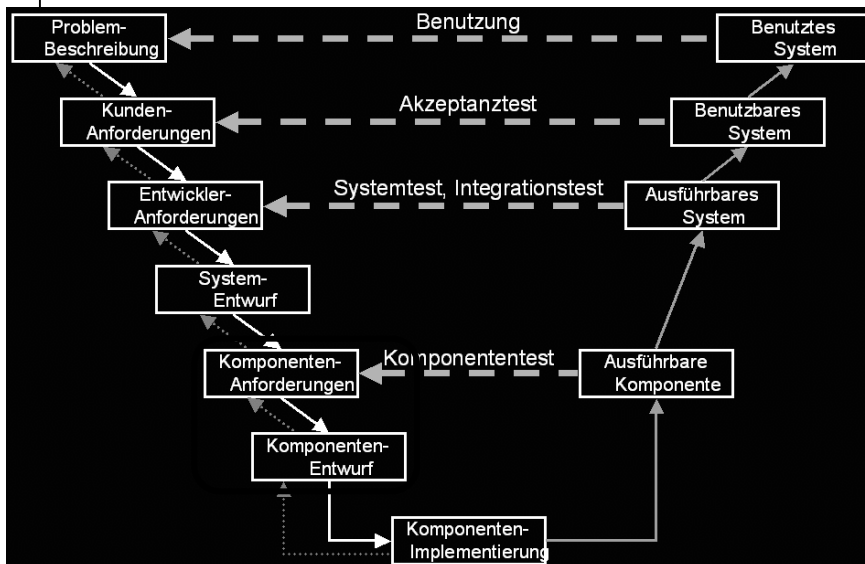 Problem-
Beschreibung
Benutzung
Benutztes
System
Kunden-
Anforderungen
Akzeptanztest
Benutzbares
System
Entwickler-
Anforderungen
Systemtest, Integrationstest
Ausführbares
System
System-
Entwurf
Komponenten-
Anforderungen
Komponententest
Ausführbare
Komponente
Komponenten-
Entwurf
Komponenten-
Implementierung